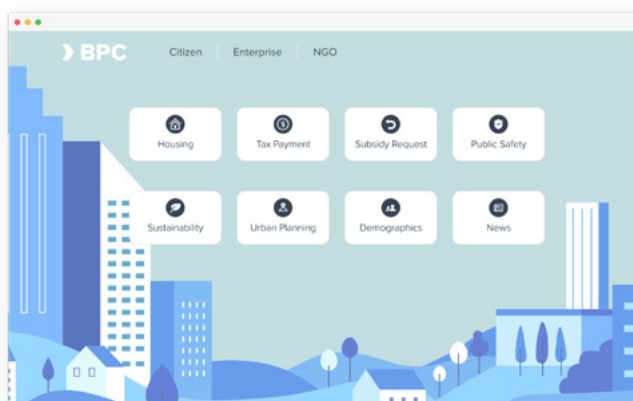 BPC Citizen Enterprise NGO
Housing Tax Payment Subsidy Request Public Safety
Sustainability Urban Planning Demographics News